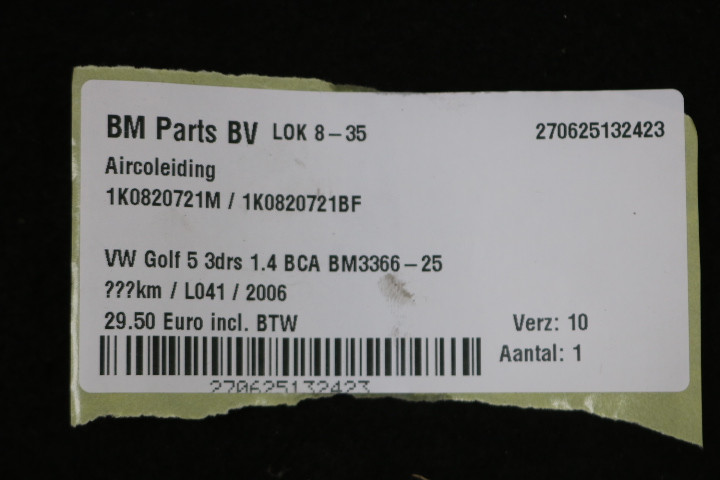 BM Parts BV LOK 8-35 270625132423
Aircoleiding
1K0820721M / 1K0820721BF
VW Golf 5 3drs 1.4 BCA BM3366-25
???km / L041 / 2006
29.50 Euro incl. BTW Verz: 10
Aantal: 1
270625132423